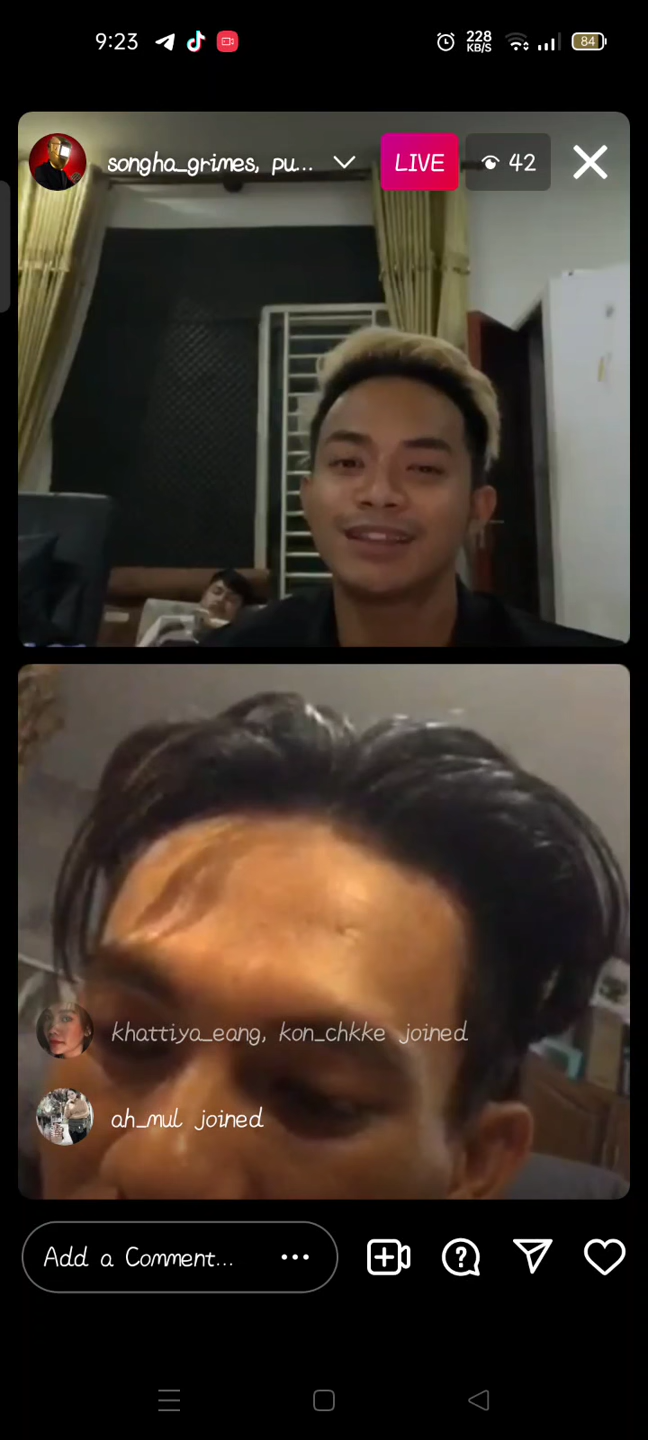 9:23
228 KB/S
84
songha_grimes, pu...
LIVE
42
khattiya_eang, kon_chkke joined
ah_mul joined
Add a Comment...